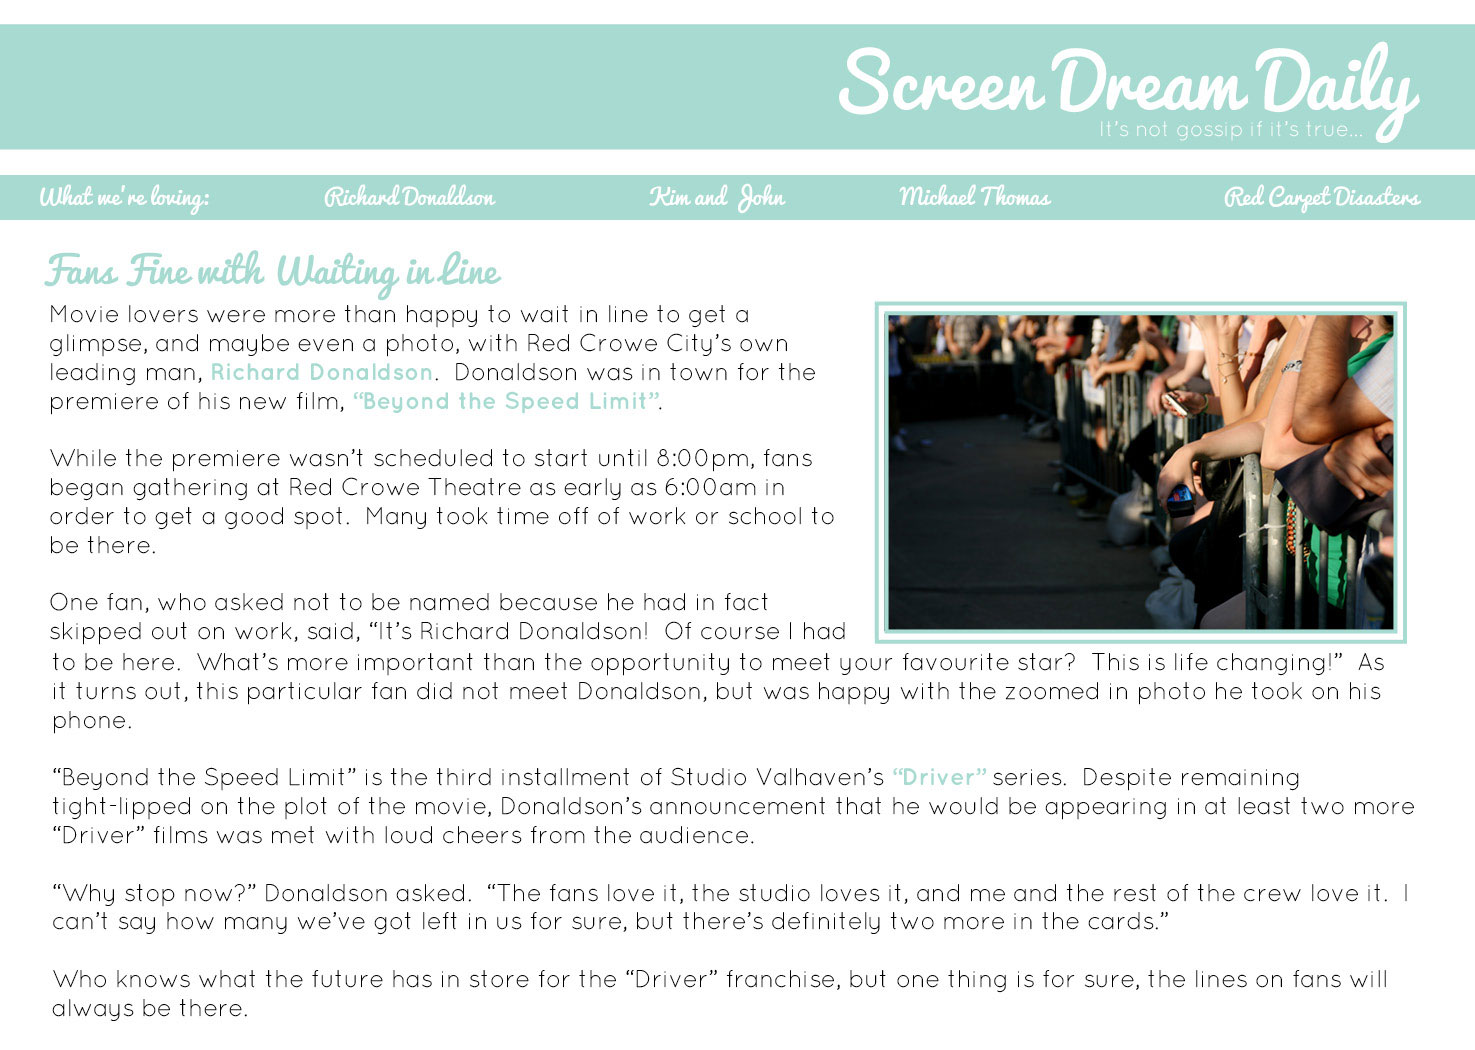 Screen Dream Daily
It's not gossip if it's true...
What we're loving: Richard Donaldson Kim and John Michael Thomas Red Carpet Disasters
Fans Fine with Waiting in Line
Movie lovers were more than happy to wait in line to get a
glimpse, and maybe even a photo, with Red Crowe City's own
leading man, Richard Donaldson.  Donaldson was in town for the
premiere of his new film, “Beyond the Speed Limit”.
While the premiere wasn't scheduled to start until 8:00pm, fans
began gathering at Red Crowe Theatre as early as 6:00am in
order to get a good spot.  Many took time off of work or school to
be there.
One fan, who asked not to be named because he had in fact
skipped out on work, said, “It's Richard Donaldson!  Of course I had
to be here.  What's more important than the opportunity to meet your favourite star?  This is life changing!”  As
it turns out, this particular fan did not meet Donaldson, but was happy with the zoomed in photo he took on his
phone.
“Beyond the Speed Limit” is the third installment of Studio Valhaven's “Driver” series.  Despite remaining
tight-lipped on the plot of the movie, Donaldson's announcement that he would be appearing in at least two more
“Driver” films was met with loud cheers from the audience.
“Why stop now?” Donaldson asked.  “The fans love it, the studio loves it, and me and the rest of the crew love it.  I
can't say how many we've got left in us for sure, but there's definitely two more in the cards.”
Who knows what the future has in store for the “Driver” franchise, but one thing is for sure, the lines on fans will
always be there.